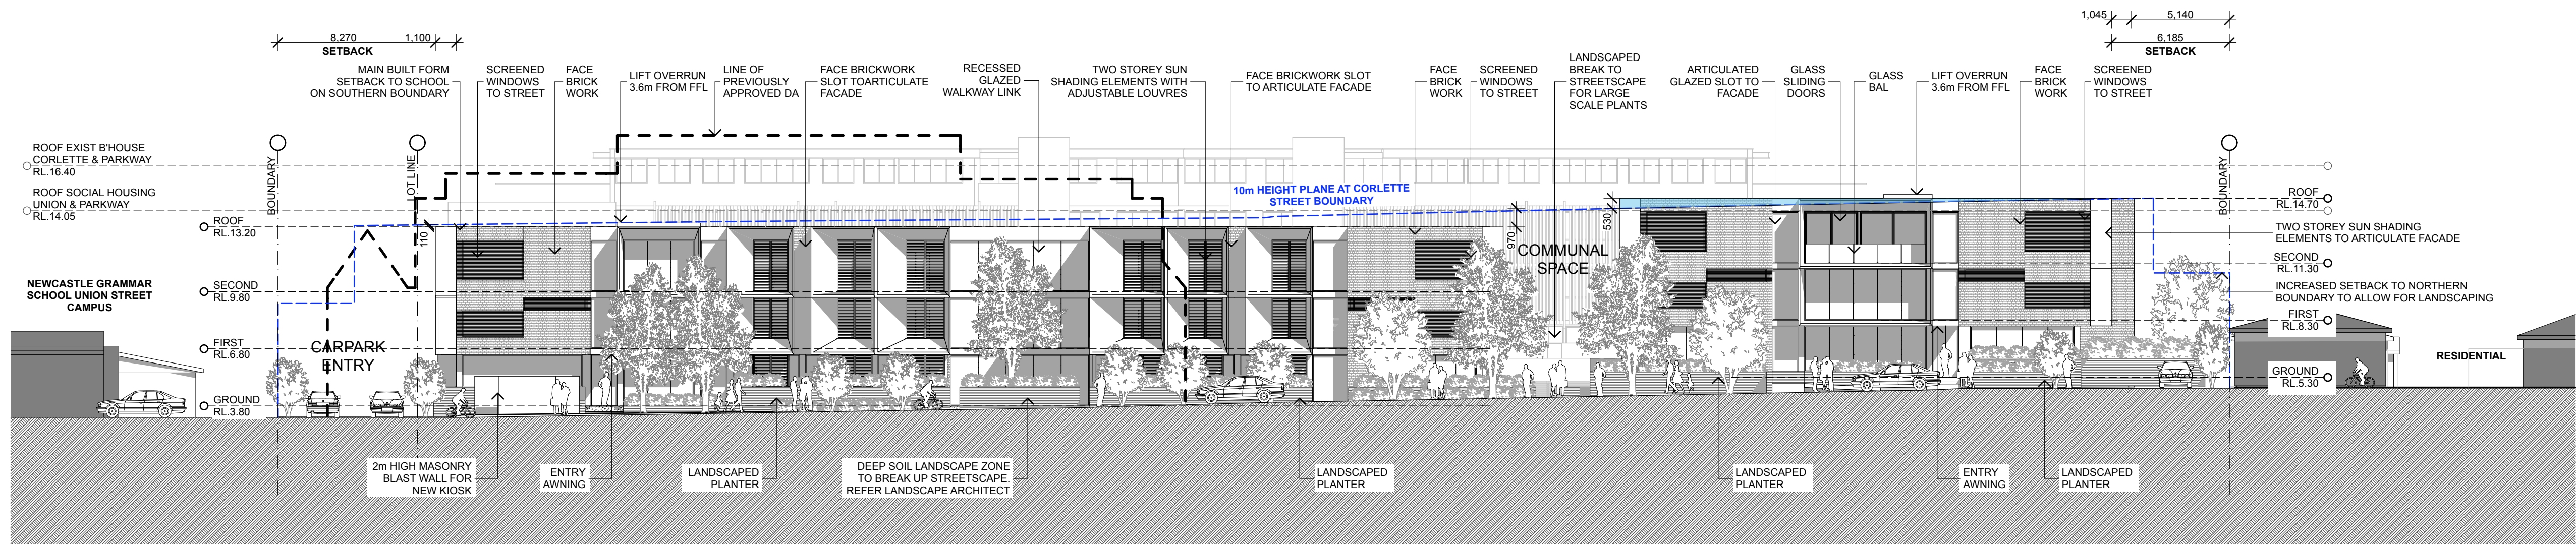 8,270
1,100
SETBACK
1,045
5,140
6,185
SETBACK
MAIN BUILT FORM
SETBACK TO SCHOOL
ON SOUTHERN BOUNDARY
SCREENED
WINDOWS
TO STREET
FACE
BRICK
WORK
LIFT OVERRUN
3.6m FROM FFL
LINE OF
PREVIOUSLY
APPROVED DA
FACE BRICKWORK
SLOT TOARTICULATE
FACADE
RECESSED
GLAZED
WALKWAY LINK
TWO STOREY SUN
SHADING ELEMENTS WITH
ADJUSTABLE LOUVRES
FACE BRICKWORK SLOT
TO ARTICULATE FACADE
FACE
BRICK
WORK
SCREENED
WINDOWS
TO STREET
LANDSCAPED
BREAK TO
STREETSCAPE
FOR LARGE
SCALE PLANTS
ARTICULATED
GLAZED SLOT TO
FACADE
GLASS
SLIDING
DOORS
GLASS
BAL
LIFT OVERRUN
3.6m FROM FFL
FACE
BRICK
WORK
SCREENED
WINDOWS
TO STREET
ROOF EXIST B'HOUSE
CORLETTE & PARKWAY
RL.16.40
ROOF SOCIAL HOUSING
UNION & PARKWAY
RL.14.05
BOUNDARY
LOT LINE
BOUNDARY
10m HEIGHT PLANE AT CORLETTE
STREET BOUNDARY
ROOF
RL.13.20
110
970
530
COMMUNAL
SPACE
ROOF
RL.14.70
TWO STOREY SUN SHADING
ELEMENTS TO ARTICULATE FACADE
SECOND
RL.11.30
NEWCASTLE GRAMMAR
SCHOOL UNION STREET
CAMPUS
SECOND
RL.9.80
INCREASED SETBACK TO NORTHERN
BOUNDARY TO ALLOW FOR LANDSCAPING
FIRST
RL.8.30
FIRST
RL.6.80
CARPARK
ENTRY
RESIDENTIAL
GROUND
RL.5.30
GROUND
RL.3.80
2m HIGH MASONRY
BLAST WALL FOR
NEW KIOSK
ENTRY
AWNING
LANDSCAPED
PLANTER
DEEP SOIL LANDSCAPE ZONE
TO BREAK UP STREETSCAPE.
REFER LANDSCAPE ARCHITECT
LANDSCAPED
PLANTER
LANDSCAPED
PLANTER
ENTRY
AWNING
LANDSCAPED
PLANTER